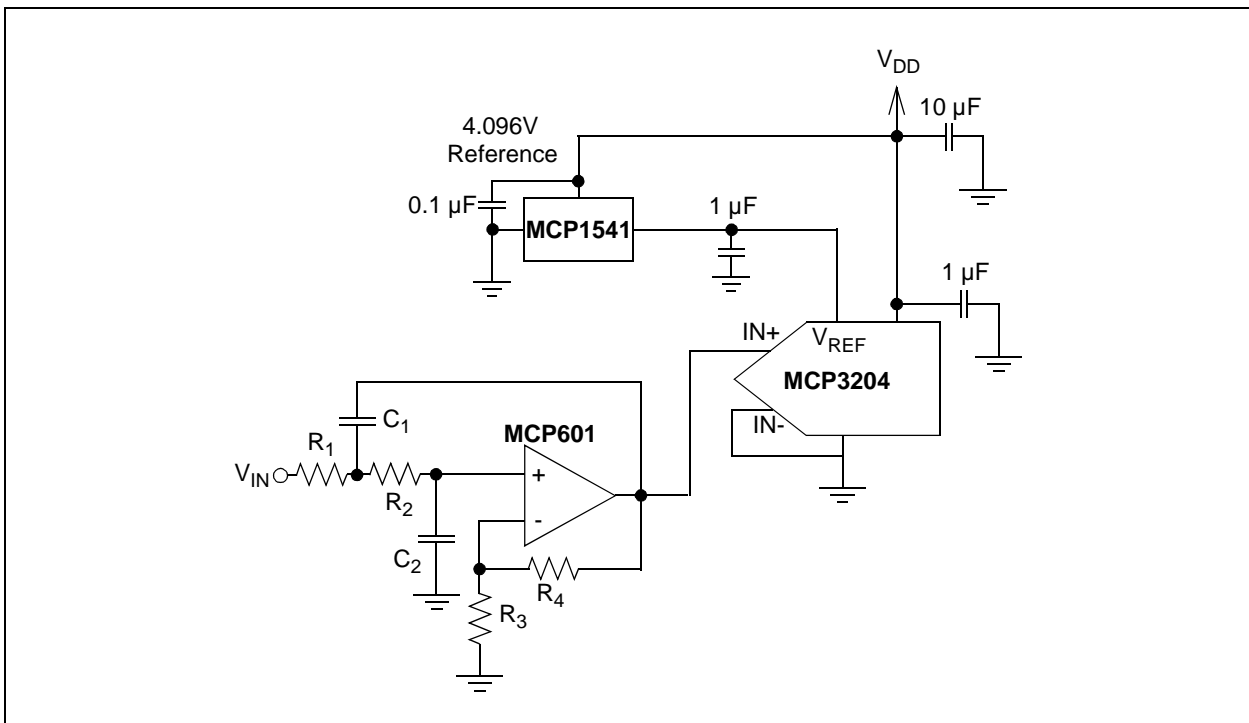 V_DD
10 µF
4.096V
Reference
0.1 µF
MCP1541
1 µF
1 µF
IN+
V_REF
MCP3204
IN-
C_1
MCP601
R_1
V_IN
R_2
+
-
C_2
R_4
R_3